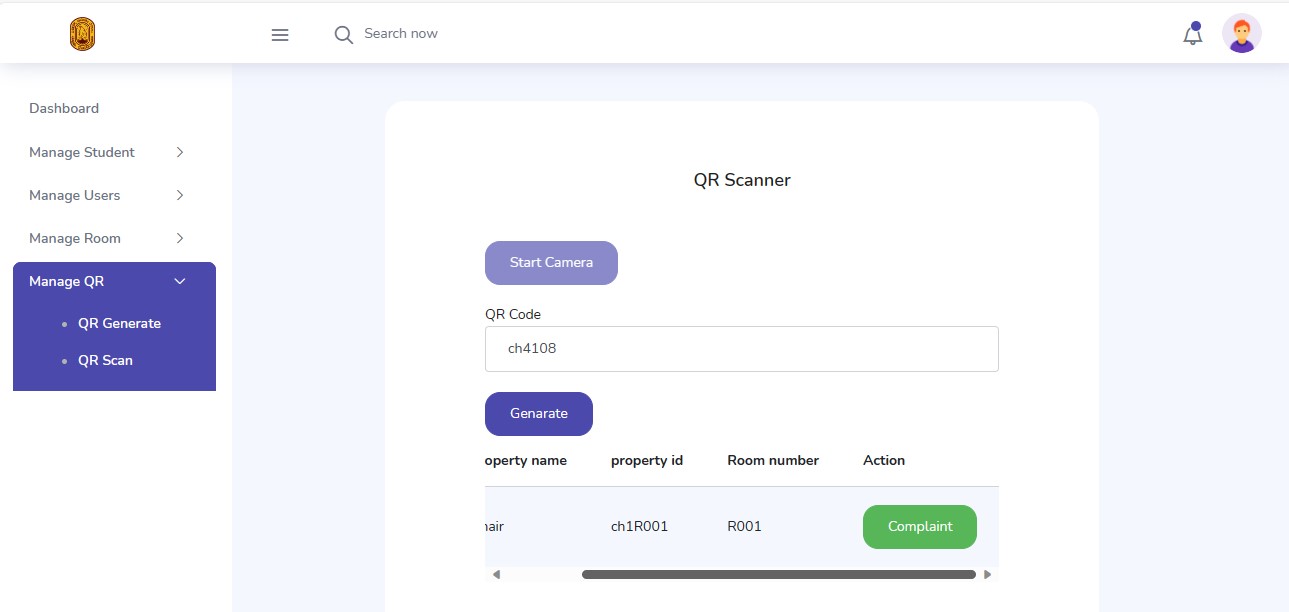 Search now
Dashboard
Manage Student
Manage Users
Manage Room
Manage QR
QR Generate
QR Scan
QR Scanner
Start Camera
QR Code
ch4108
Genarate
operty name property id Room number Action
hair ch1R001 R001 Complaint